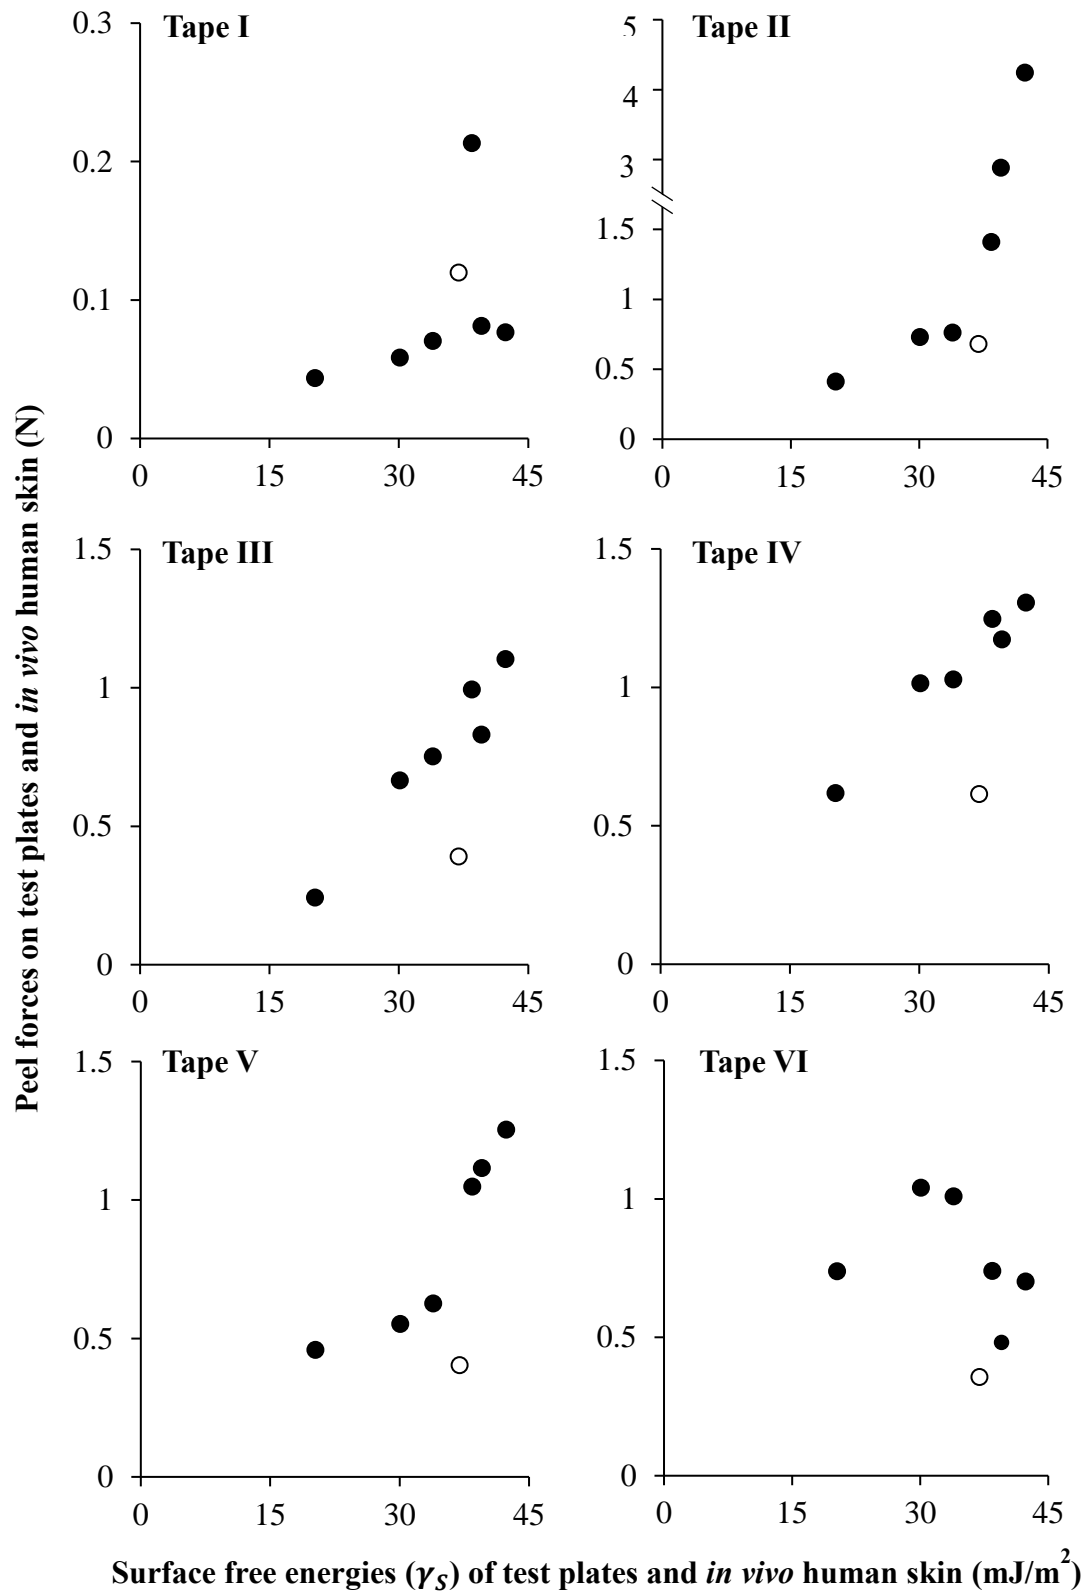 Peel forces on test plates and in vivo human skin (N)
Tape I
0.3
0.2
0.1
0
0 15 30 45
Tape II
5
4
3
1.5
1
0.5
0
0 15 30 45
Tape III
1.5
1
0.5
0
0 15 30 45
Tape IV
1.5
1
0.5
0
0 15 30 45
Tape V
1.5
1
0.5
0
0 15 30 45
Tape VI
1.5
1
0.5
0
0 15 30 45
Surface free energies (γS) of test plates and in vivo human skin (mJ/m²)